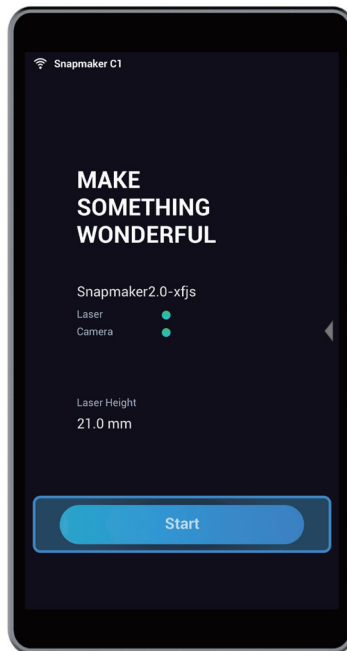 Snapmaker C1
MAKE
SOMETHING
WONDERFUL
Snapmaker2.0-xfjs
Laser
Camera
Laser Height
21.0 mm
Start